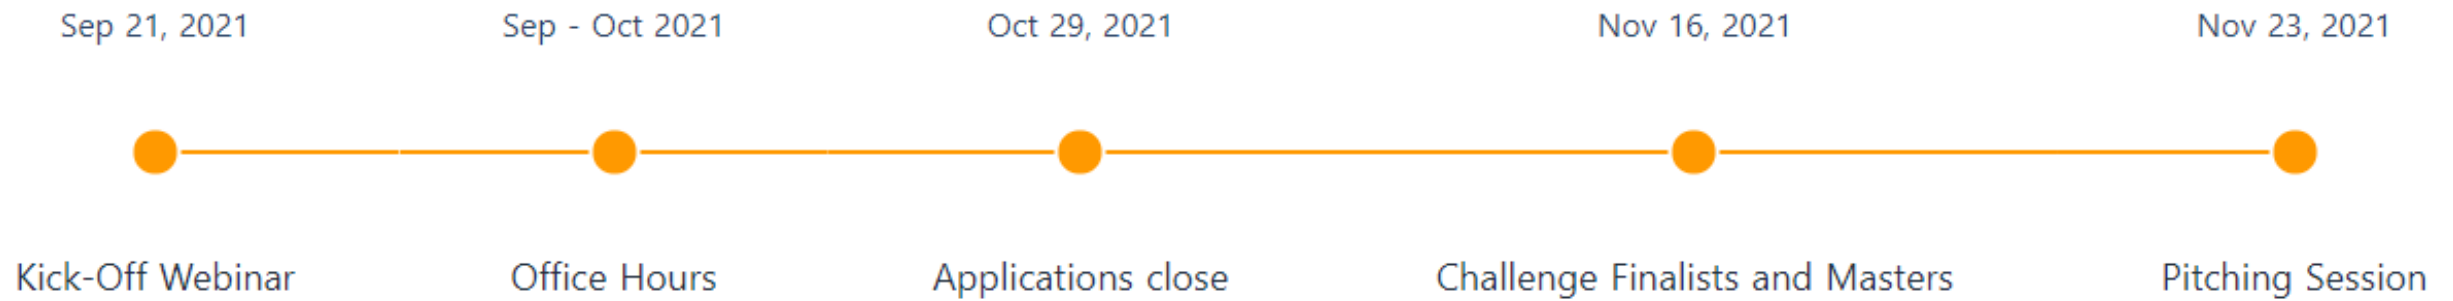 Sep 21, 2021
Sep - Oct 2021
Oct 29, 2021
Nov 16, 2021
Nov 23, 2021
Kick-Off Webinar
Office Hours
Applications close
Challenge Finalists and Masters
Pitching Session